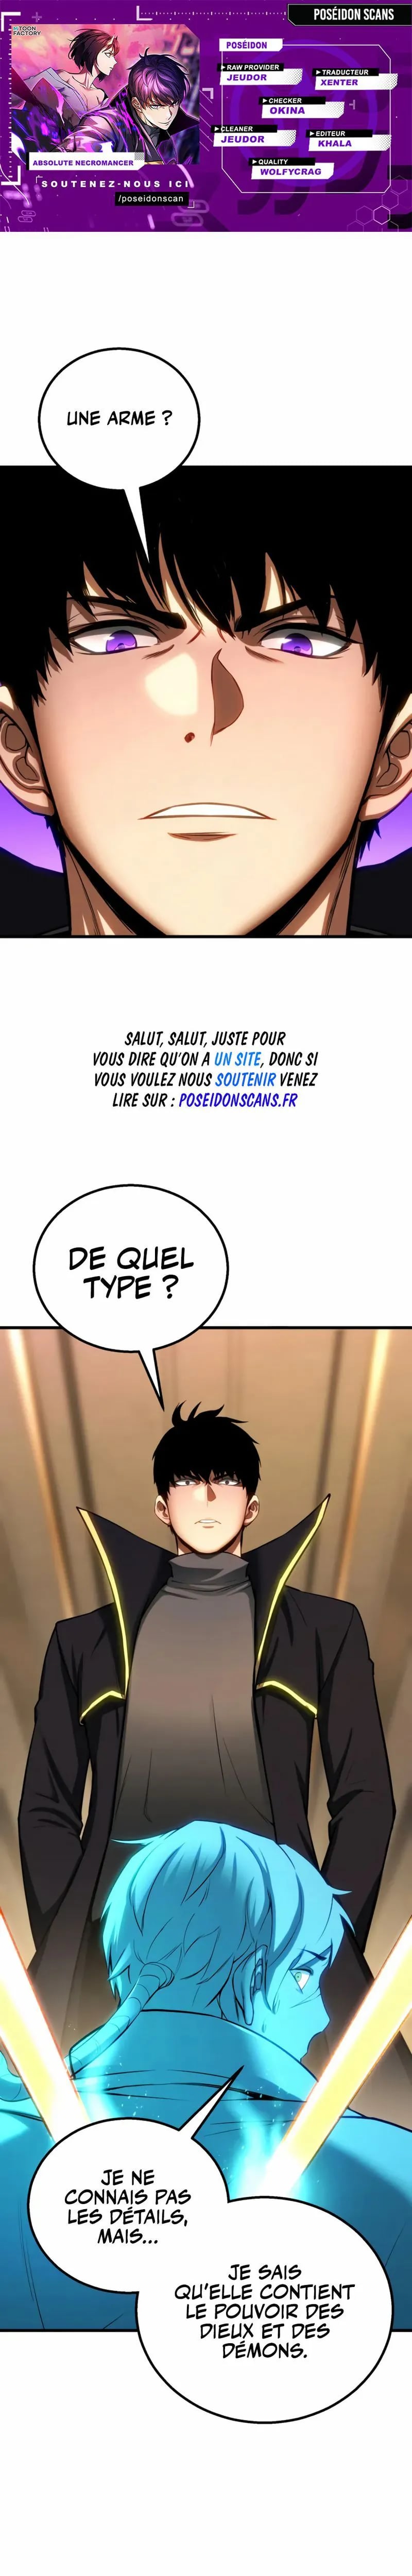 POSÉIDON SCANS
TOON
FACTORY
POSÉIDON
RAW PROVIDER
JEUDOR
TRADUCTEUR
XENTER
CHECKER
OKINA
CLEANER
JEUDOR
EDITEUR
KHALA
QUALITY
WOLFYCRAG
ABSOLUTE NECROMANCER
SOUTENEZ-NOUS ICI
/poseidonscan
UNE ARME ?
SALUT, SALUT, JUSTE POUR
VOUS DIRE QU'ON A UN SITE, DONC SI
VOUS VOULEZ NOUS SOUTENIR VENEZ
LIRE SUR : POSEIDONSCANS.FR
DE QUEL
TYPE ?
JE NE
CONNAIS PAS
LES DÉTAILS,
MAIS...
JE SAIS
QU'ELLE CONTIENT
LE POUVOIR DES
DIEUX ET DES
DÉMONS.